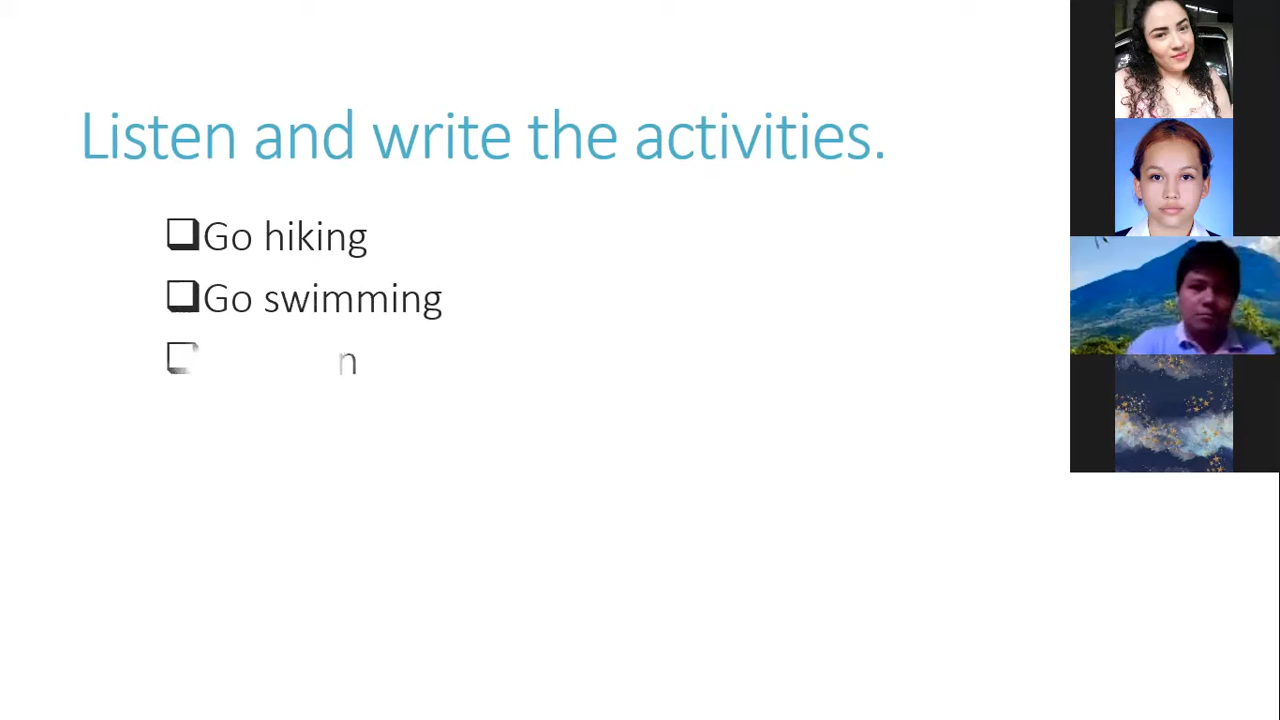 Listen and write the activities.
Go hiking
Go swimming